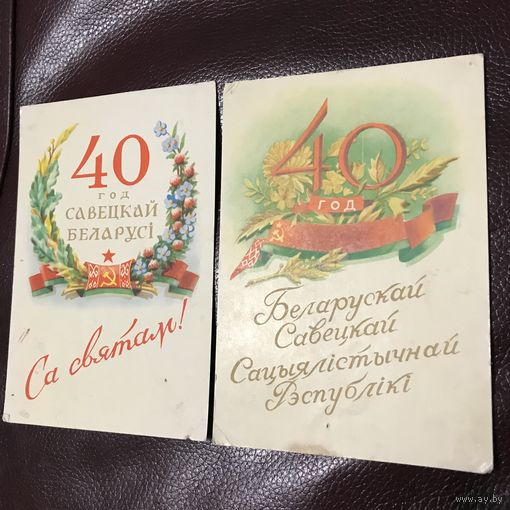 40
год
Савецкай
Беларусі
Са святам!
40
год
Беларускай
Савецкай
Сацыялістычнай
Рэспублікі
www.ay.by